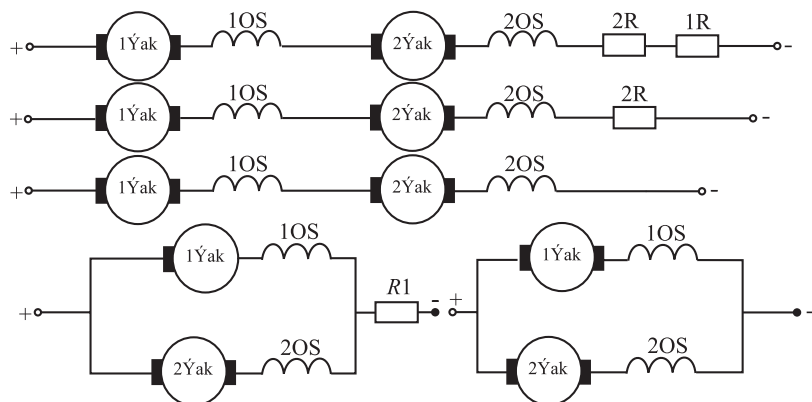 1OS 2OS 2R 1R
+ 1Ýak 2Ýak -
1OS 2OS 2R
+ 1Ýak 2Ýak -
1OS 2OS
+ 1Ýak 2Ýak -
1OS 1OS
1Ýak 1Ýak
+ R1 - + -
2OS 2OS
2Ýak 2Ýak